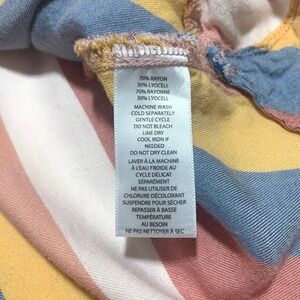 70% RAYON
30% LYOCELL
70% RAYONNE
30% LYOCELL
MACHINE WASH
COLD SEPARATELY
GENTLE CYCLE
DO NOT BLEACH
LINE DRY
COOL IRON IF
NEEDED
DO NOT DRY CLEAN
LAVER À LA MACHINE
À L'EAU FROIDE AU
CYCLE DÉLICAT
SÉPARÉMENT
NE PAS UTILISER DE
CHLORURE DÉCOLORANT
SUSPENDRE POUR SÉCHER
REPASSER À BASSE
TEMPÉRATURE
AU BESOIN
NE PAS NETTOYER À SEC